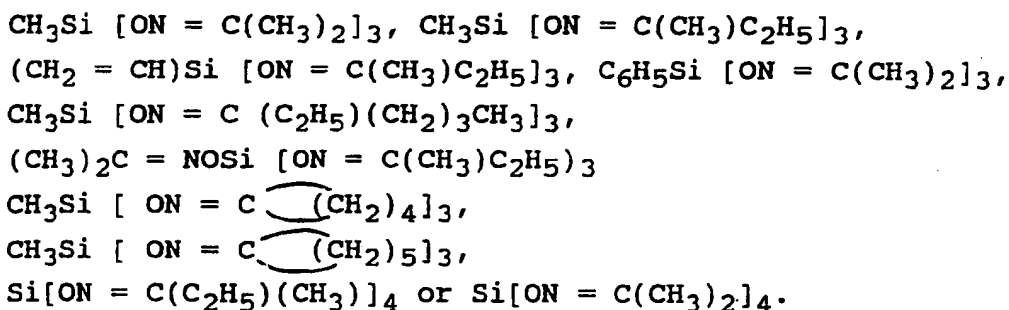 CH₃Si [ON = C(CH₃)₂]₃, CH₃Si [ON = C(CH₃)C₂H₅]₃,
(CH₂ = CH)Si [ON = C(CH₃)C₂H₅]₃, C₆H₅Si [ON = C(CH₃)₂]₃,
CH₃Si [ON = C (C₂H₅)(CH₂)₃CH₃]₃,
(CH₃)₂C = NOSi [ON = C(CH₃)C₂H₅)₃
CH₃Si [ ON = C (CH₂)₄]₃,
CH₃Si [ ON = C (CH₂)₅]₃,
Si[ON = C(C₂H₅)(CH₃)]₄ or Si[ON = C(CH₃)₂]₄.